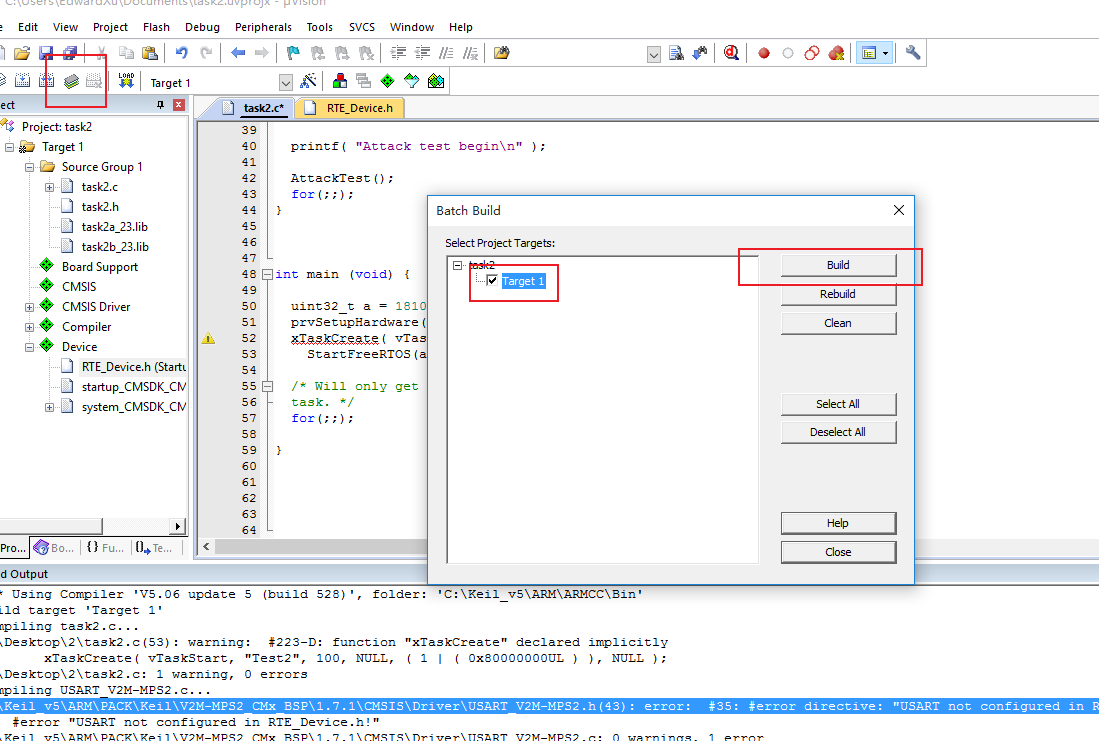 C:\Users\EdwardXu\Documents\task2.uvprojx - µVision
Edit View Project Flash Debug Peripherals Tools SVCS Window Help
LOAD Target 1
ect
task2.c* RTE_Device.h
Project: task2
Target 1
Source Group 1
task2.c
task2.h
task2a_23.lib
task2b_23.lib
Board Support
CMSIS
CMSIS Driver
Compiler
Device
RTE_Device.h (Startu
startup_CMSDK_CM
system_CMSDK_CM
Pro... Bo... {} Fu... 0 Te...
39
40 printf( "Attack test begin\n" );
41
42 AttackTest();
43 for(;;);
44 }
45
46
47
48 int main (void) {
49
50 uint32_t a = 1810
51 prvSetupHardware(
52 xTaskCreate( vTas
53 StartFreeRTOS(a
54
55 /* Will only get
56 task. */
57 for(;;);
58
59 }
60
61
62
63
64
Batch Build
Select Project Targets:
task2
Target 1
Build
Rebuild
Clean
Select All
Deselect All
Help
Close
d Output
* Using Compiler 'V5.06 update 5 (build 528)', folder: 'C:\Keil_v5\ARM\ARMCC\Bin'
ild target 'Target 1'
mpiling task2.c...
\Desktop\2\task2.c(53): warning: #223-D: function "xTaskCreate" declared implicitly
xTaskCreate( vTaskStart, "Test2", 100, NULL, ( 1 | ( 0x80000000UL ) ), NULL );
\Desktop\2\task2.c: 1 warning, 0 errors
mpiling USART_V2M-MPS2.c...
\Keil_v5\ARM\PACK\Keil\V2M-MPS2_CMx_BSP\1.7.1\CMSIS\Driver\USART_V2M-MPS2.h(43): error: #35: #error directive: "USART not configured in R
#error "USART not configured in RTE_Device.h!"
\Keil_v5\ARM\PACK\Keil\V2M-MPS2_CMx_BSP\1.7.1\CMSIS\Driver\USART_V2M-MPS2.c: 0 warnings, 1 error